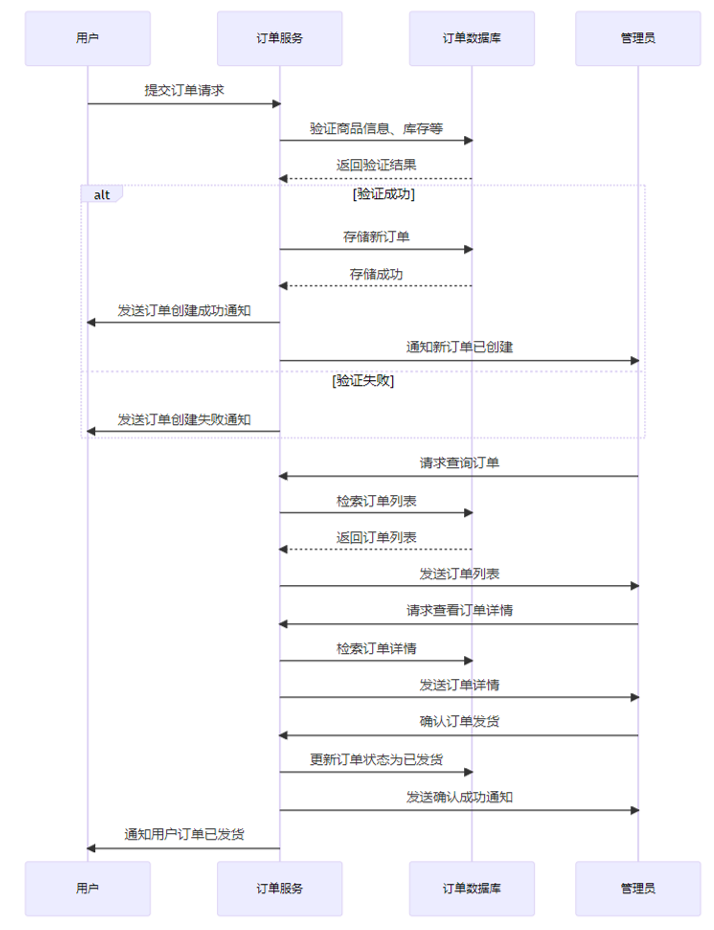 用户 订单服务 订单数据库 管理员
提交订单请求
验证商品信息、库存等
返回验证结果
alt [验证成功]
存储新订单
存储成功
发送订单创建成功通知
通知新订单已创建
[验证失败]
发送订单创建失败通知
请求查询订单
检索订单列表
返回订单列表
发送订单列表
请求查看订单详情
检索订单详情
发送订单详情
确认订单发货
更新订单状态为已发货
发送确认成功通知
通知用户订单已发货
用户 订单服务 订单数据库 管理员